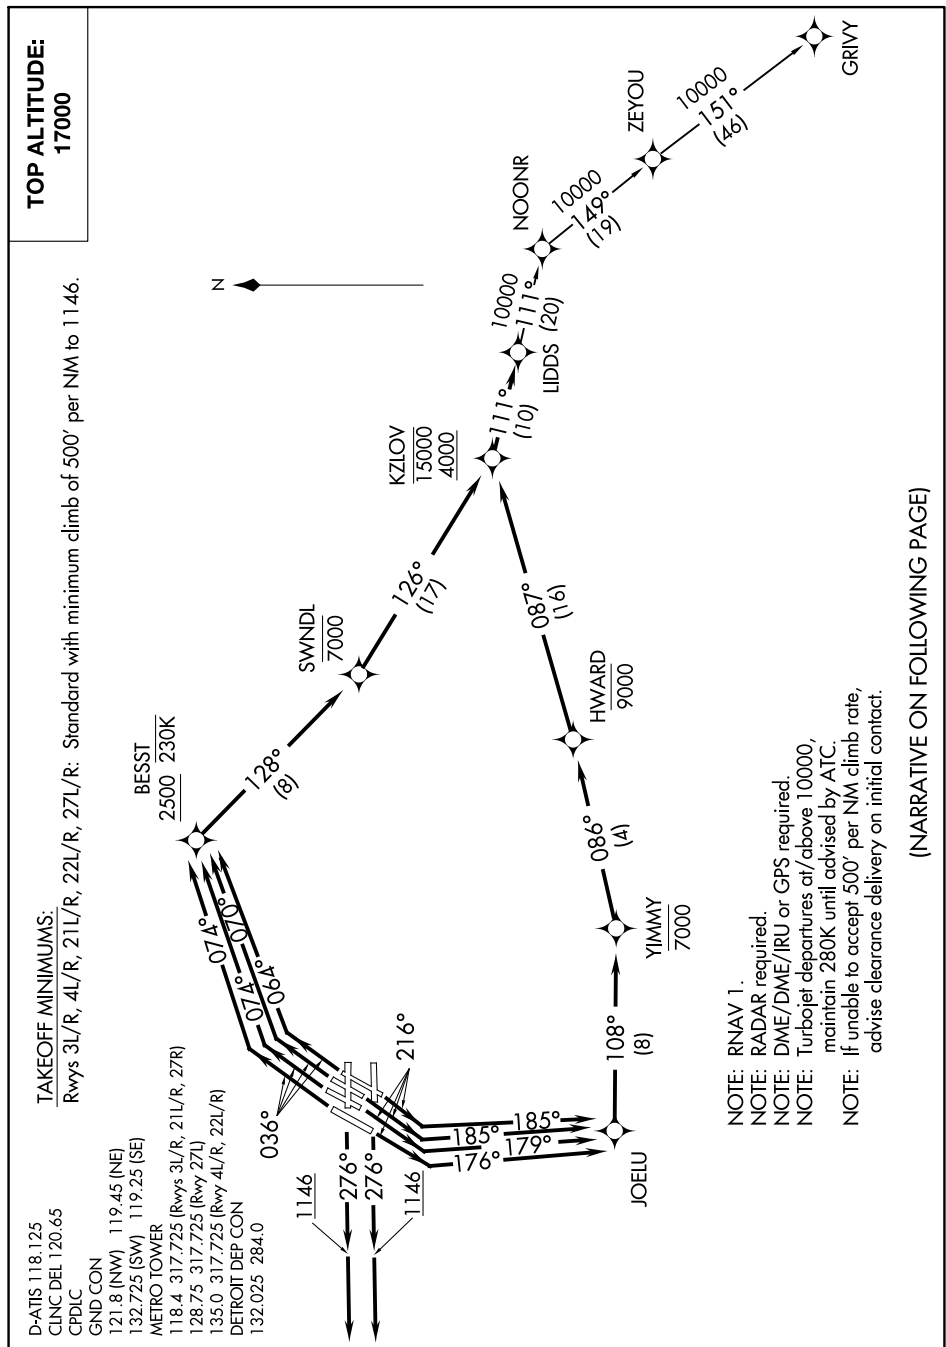 TOP ALTITUDE:
17000
TAKEOFF MINIMUMS:
Rwys 3L/R, 4L/R, 21L/R, 22L/R, 27L/R: Standard with minimum climb of 500' per NM to 1146.
D-ATIS 118.125
CLNC DEL 120.65
CPDLC
GND CON
121.8 (NW) 119.45 (NE)
132.725 (SW) 119.25 (SE)
METRO TOWER
118.4 317.725 (Rwys 3L/R, 21L/R, 27R)
128.75 317.725 (Rwy 27L)
135.0 317.725 (Rwy 4L/R, 22L/R)
DETROIT DEP CON
132.025 284.0
N
BESST
2500 230K
074°
070°
074°
064°
036°
216°
1146
276°
276°
1146
185°
185°
179°
176°
JOELU
108°
(8)
YIMMY
7000
086°
(4)
HWARD
9000
087°
(16)
128°
(8)
SWNDL
7000
126°
(17)
KZLOV
15000
4000
111°
(10)
LIDDS
10000
111°
(20)
NOONR
10000
149°
(19)
ZEYOU
10000
151°
(46)
GRIVY
NOTE: RNAV 1.
NOTE: RADAR required.
NOTE: DME/DME/IRU or GPS required.
NOTE: Turbojet departures at/above 10000,
maintain 280K until advised by ATC.
NOTE: If unable to accept 500' per NM climb rate,
advise clearance delivery on initial contact.
(NARRATIVE ON FOLLOWING PAGE)